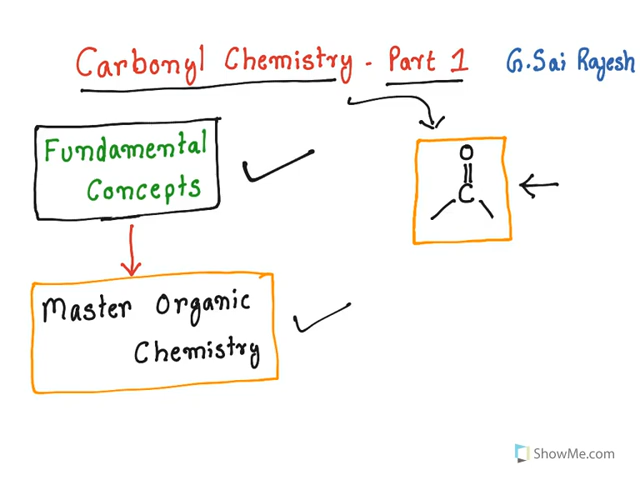 Carbonyl Chemistry - Part 1 G.Sai Rajesh
Fundamental
Concepts
O
C
Master Organic
Chemistry
ShowMe.com